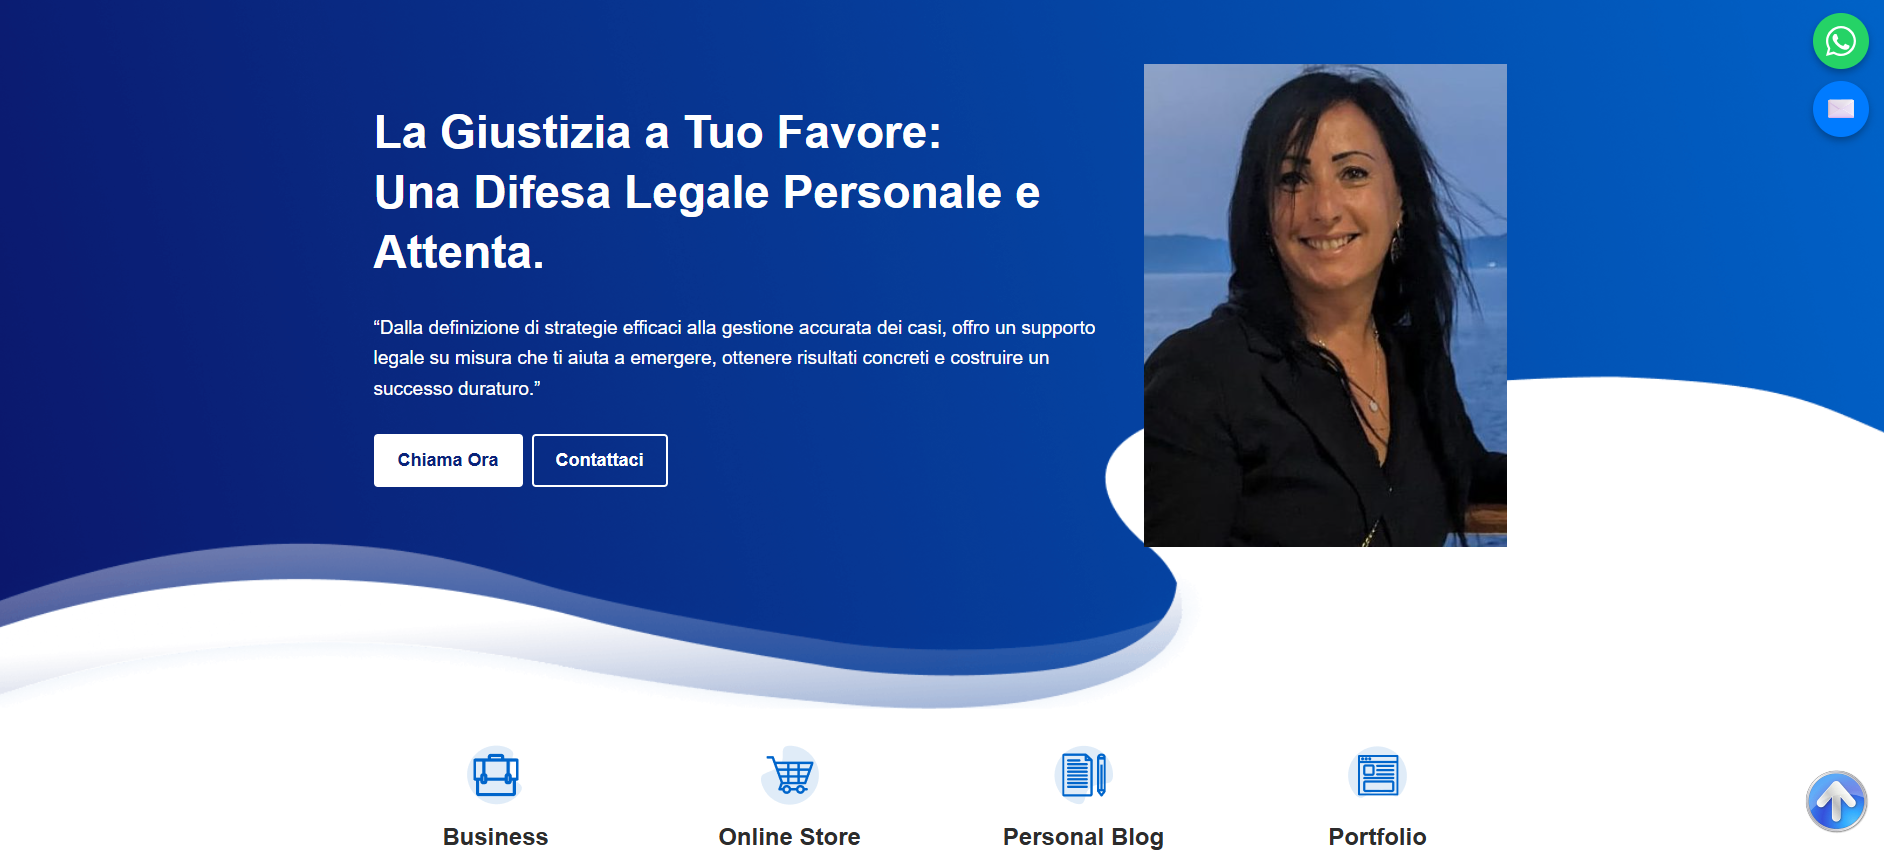 La Giustizia a Tuo Favore:
Una Difesa Legale Personale e
Attenta.
“Dalla definizione di strategie efficaci alla gestione accurata dei casi, offro un supporto
legale su misura che ti aiuta a emergere, ottenere risultati concreti e costruire un
successo duraturo.”
Chiama Ora
Contattaci
Business
Online Store
Personal Blog
Portfolio